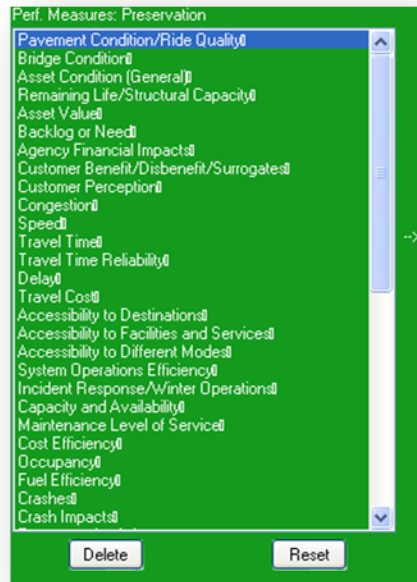 Perf. Measures: Preservation
Pavement Condition/Ride Quality
Bridge Condition
Asset Condition (General)
Remaining Life/Structural Capacity
Asset Value
Backlog or Need
Agency Financial Impacts
Customer Benefit/Disbenefit/Surrogates
Customer Perception
Congestion
Speed
Travel Time
Travel Time Reliability
Delay
Travel Cost
Accessibility to Destinations
Accessibility to Facilities and Services
Accessibility to Different Modes
System Operations Efficiency
Incident Response/Winter Operations
Capacity and Availability
Maintenance Level of Service
Cost Efficiency
Occupancy
Fuel Efficiency
Crashes
Crash Impacts
-->
Delete
Reset